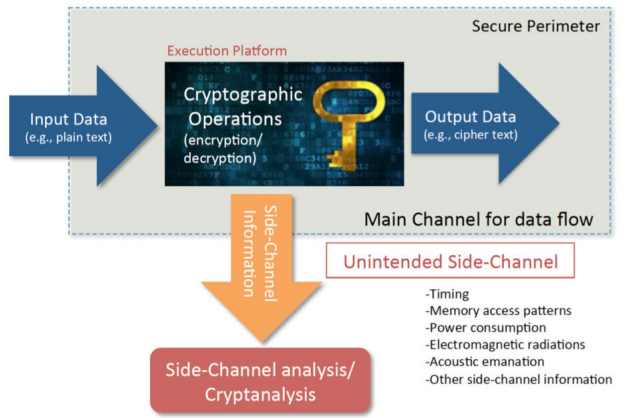 Secure Perimeter
Execution Platform
Input Data
(e.g., plain text)
Cryptographic
Operations
(encryption/
decryption)
Output Data
(e.g., cipher text)
Main Channel for data flow
Side-Channel
Information
Unintended Side-Channel
-Timing
-Memory access patterns
-Power consumption
-Electromagnetic radiations
-Acoustic emanation
-Other side-channel information
Side-Channel analysis/
Cryptanalysis